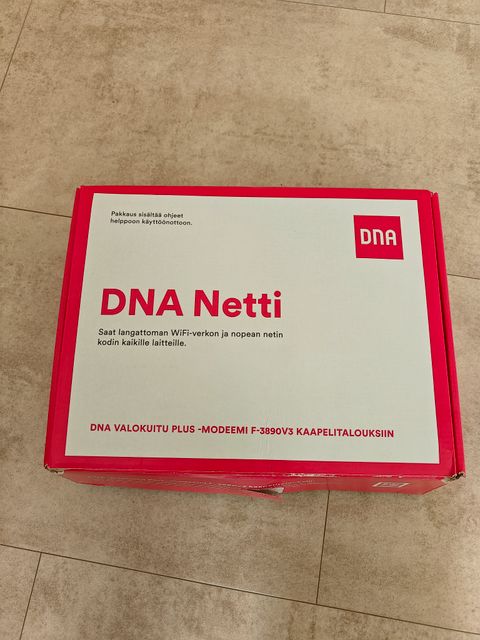 Pakkaus sisältää ohjeet
helppoon käyttöönottoon.
DNA
DNA Netti
Saat langattoman WiFi-verkon ja nopean netin
kodin kaikille laitteille.
DNA VALOKUITU PLUS -MODEEMI F-3890V3 KAAPELITALOUKSIIN